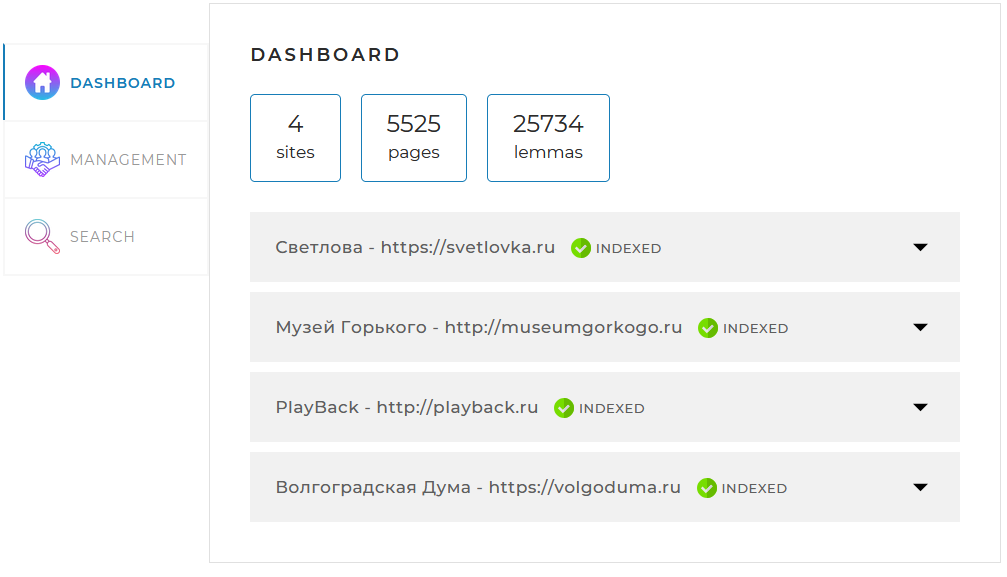 DASHBOARD
MANAGEMENT
SEARCH
DASHBOARD
4
sites
5525
pages
25734
lemmas
Светлова - https://svetlovka.ru INDEXED
Музей Горького - http://museumgorkogo.ru INDEXED
PlayBack - http://playback.ru INDEXED
Волгоградская Дума - https://volgoduma.ru INDEXED